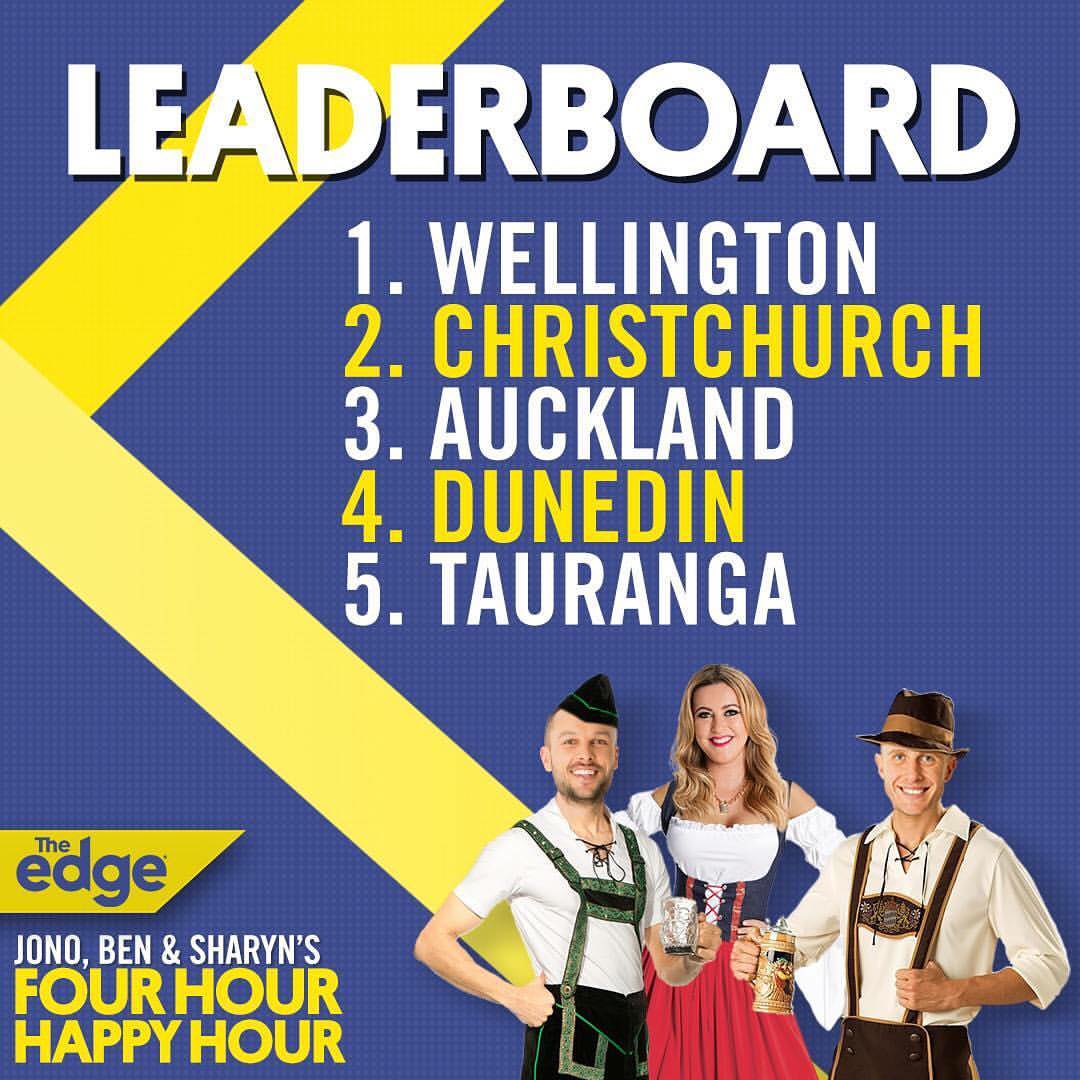 LEADERBOARD
1. WELLINGTON
2. CHRISTCHURCH
3. AUCKLAND
4. DUNEDIN
5. TAURANGA
The
edge
JONO, BEN & SHARYN'S
FOUR HOUR
HAPPY HOUR